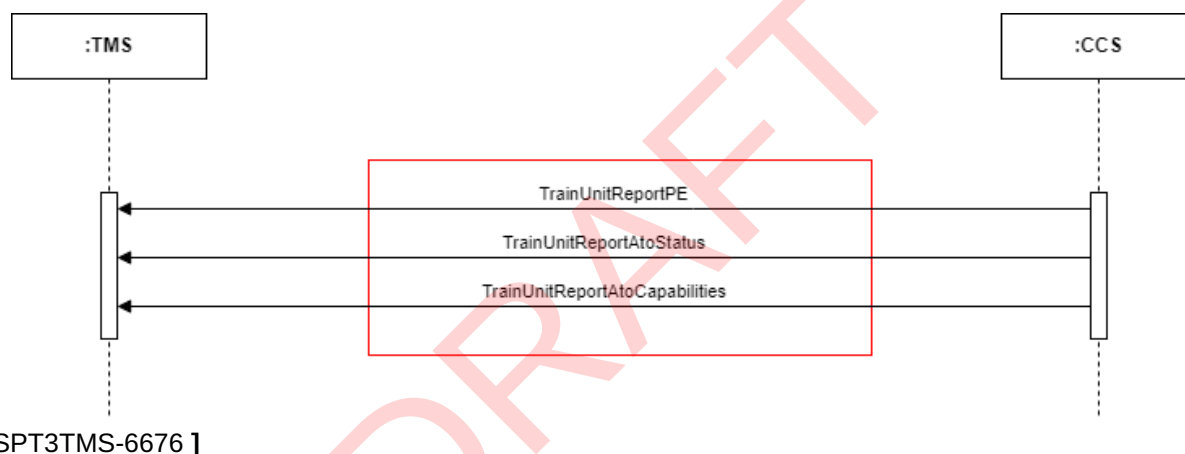 :TMS
:CCS
TrainUnitReportPE
TrainUnitReportAtoStatus
TrainUnitReportAtoCapabilities
DRAFT
SPT3TMS-6676 ]